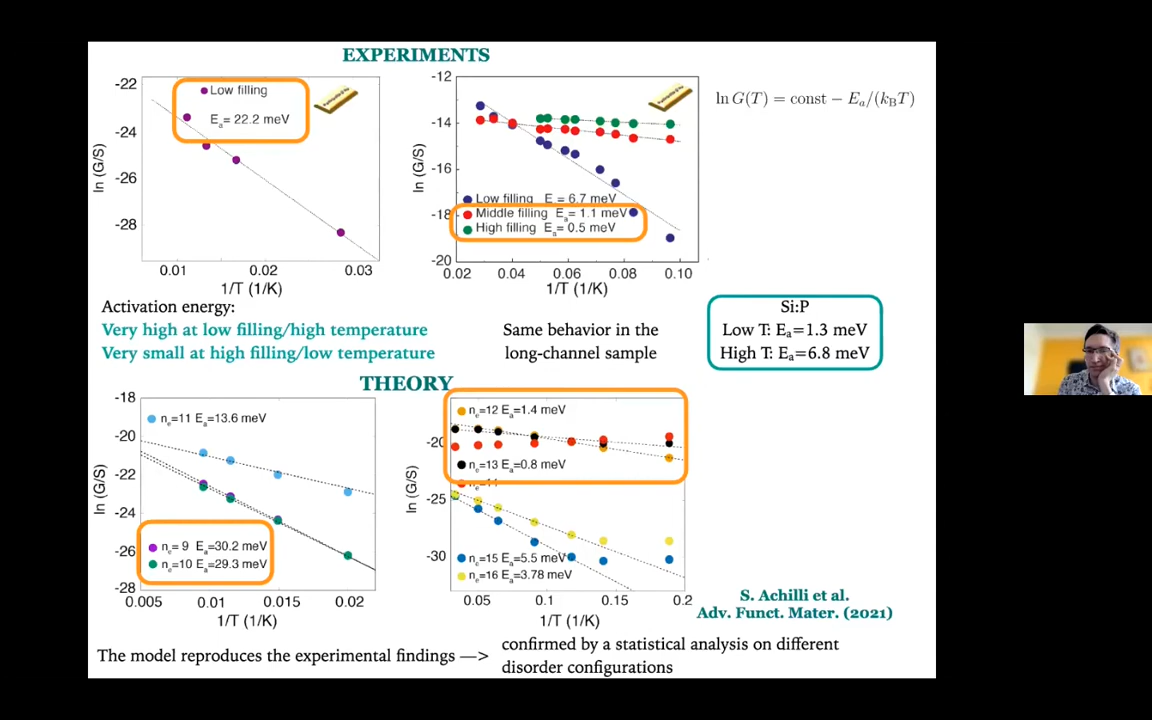 EXPERIMENTS
ln G(T) = const − Eₐ/(k_BT)
-22
-24
-26
-28
ln (G/S)
Low filling
Eₐ= 22.2 meV
0.01
0.02
0.03
1/T (1/K)
-12
-14
-16
-18
-20
ln (G/S)
Low filling E = 6.7 meV
Middle filling Eₐ= 1.1 meV
High filling Eₐ= 0.5 meV
0.02
0.04
0.06
0.08
0.10
1/T (1/K)
Activation energy:
Very high at low filling/high temperature
Very small at high filling/low temperature
Same behavior in the
long-channel sample
Si:P
Low T: Eₐ=1.3 meV
High T: Eₐ=6.8 meV
THEORY
-18
-20
-22
-24
-26
-28
ln (G/S)
nₑ=11 Eₐ=13.6 meV
nₑ= 9 Eₐ=30.2 meV
nₑ=10 Eₐ=29.3 meV
0.005
0.01
0.015
0.02
1/T (1/K)
-20
-25
-30
ln (G/S)
nₑ=12 Eₐ=1.4 meV
nₑ=13 Eₐ=0.8 meV
nₑ=14
nₑ=15 Eₐ=5.5 meV
nₑ=16 Eₐ=3.78 meV
0.05
0.1
0.15
0.2
1/T (1/K)
S. Achilli et al.
Adv. Funct. Mater. (2021)
The model reproduces the experimental findings —>
confirmed by a statistical analysis on different
disorder configurations